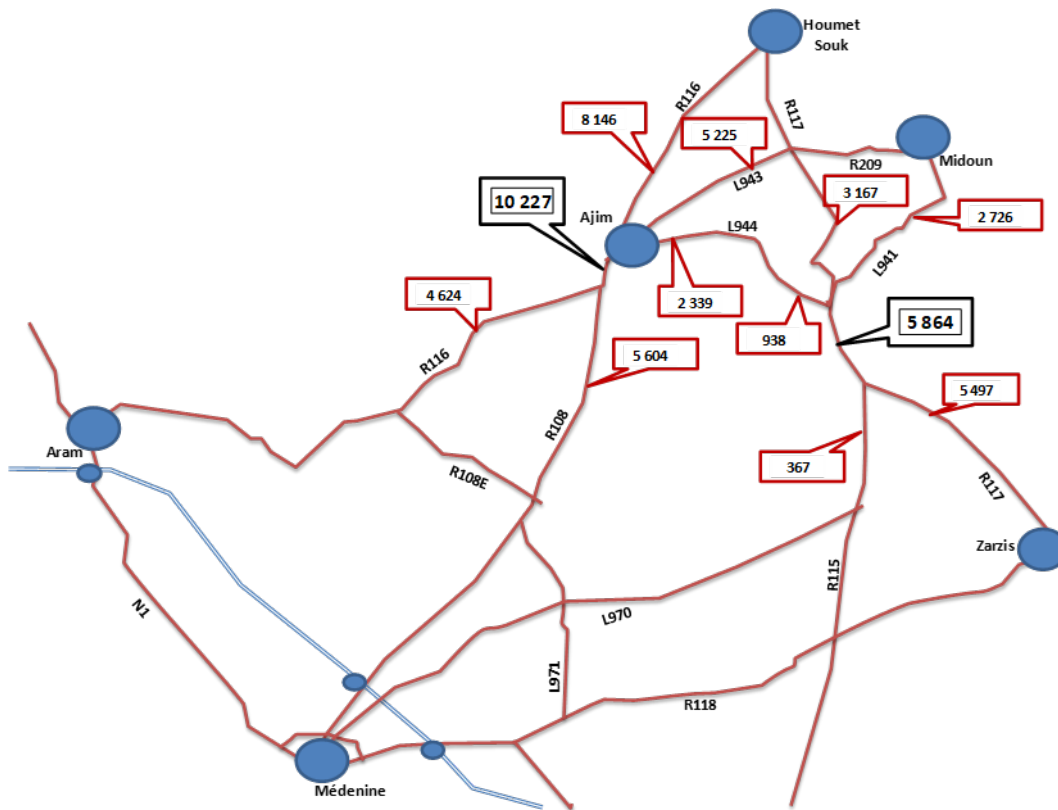 Houmet
Souk
R116
R117
8 146
5 225
Midoun
R209
L943
3 167
10 227
Ajim
2 726
L944
L941
4 624
2 339
938
5 864
R116
5 604
5 497
R108
Aram
R108E
367
R117
Zarzis
R115
N1
L970
L971
R118
Médenine